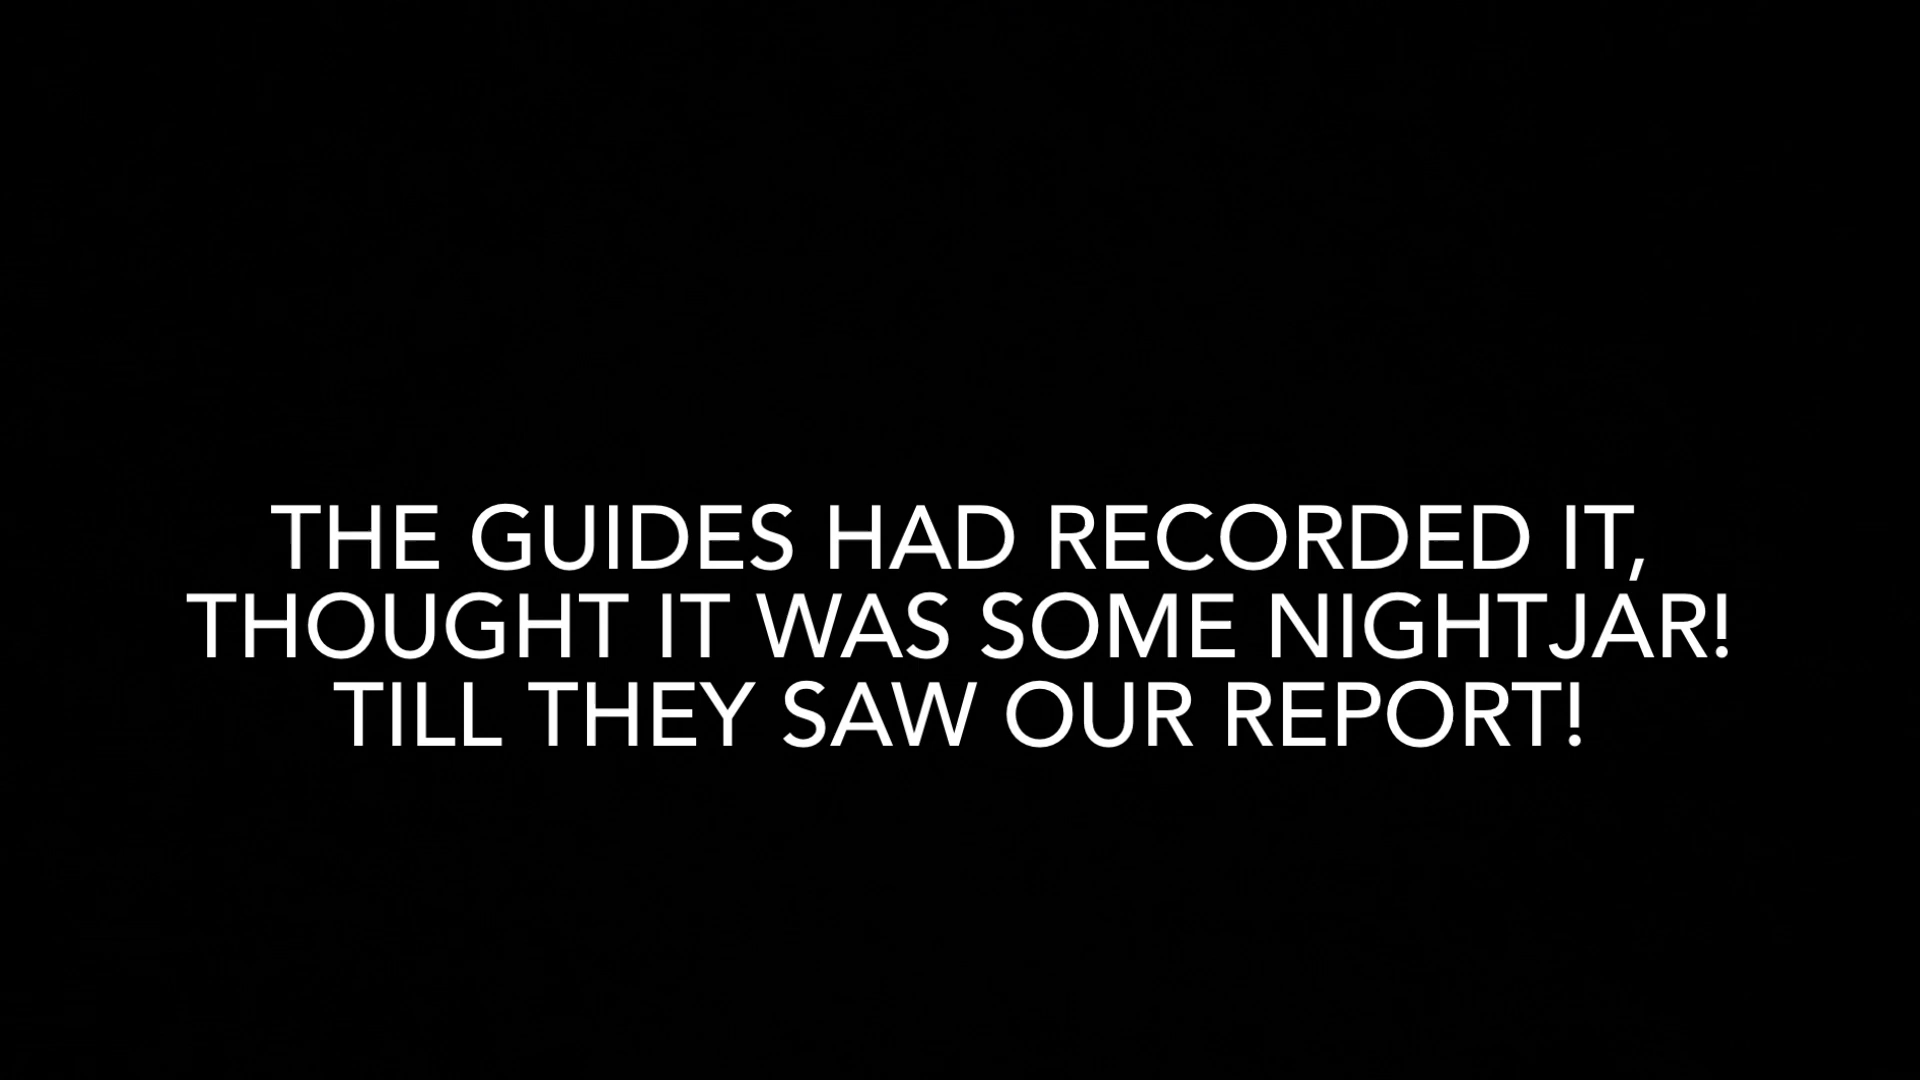 THE GUIDES HAD RECORDED IT,
THOUGHT IT WAS SOME NIGHTJAR!
TILL THEY SAW OUR REPORT!